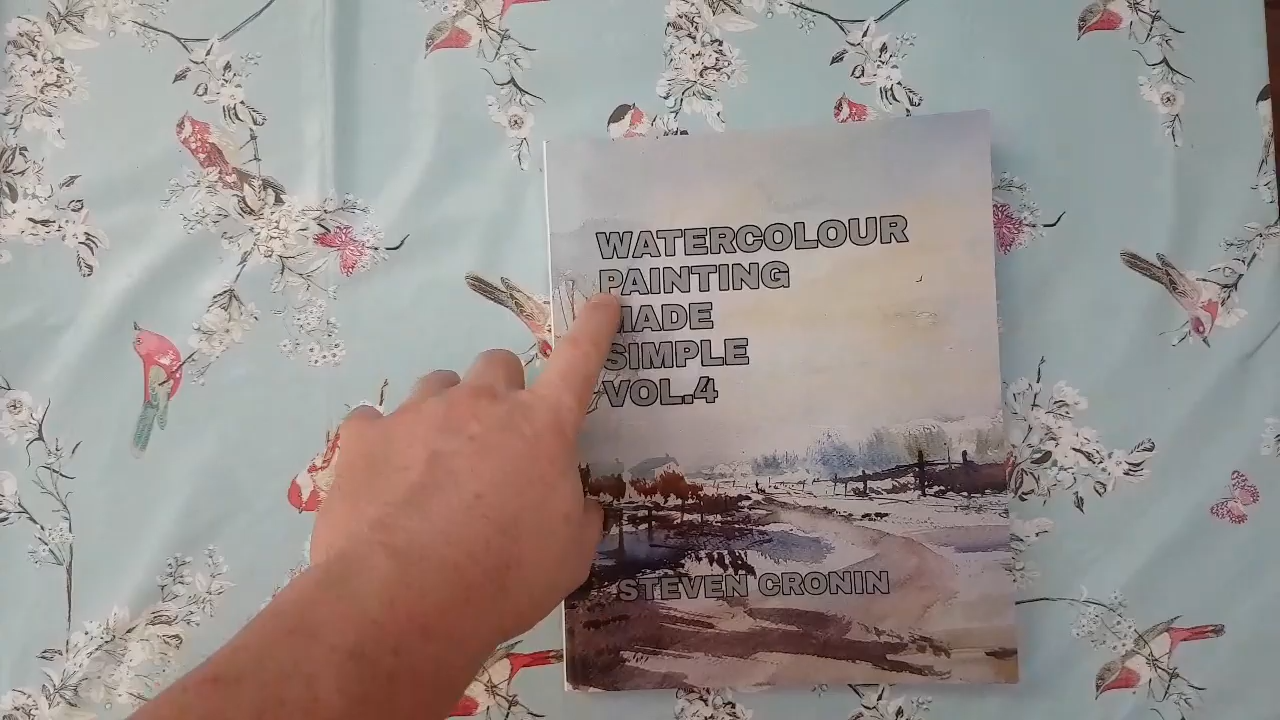 WATERCOLOUR
PAINTING
MADE
SIMPLE
VOL.4
STEVEN CRONIN